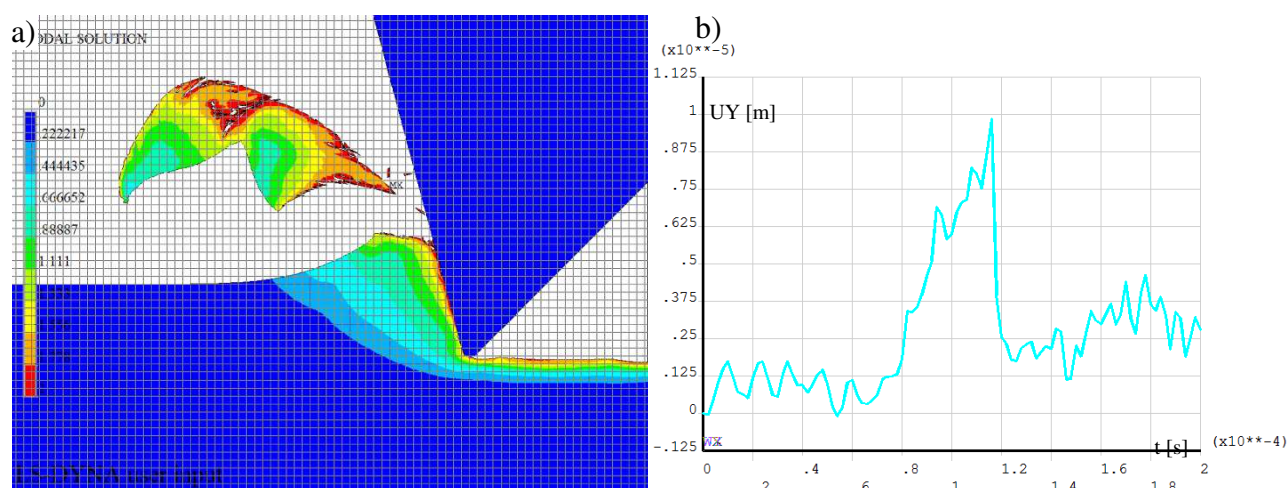 a)
ODAL SOLUTION
0
222217
444435
666652
88887
1.111
b)
(x10**-5)
1.125
1
UY [m]
.875
.75
.625
.5
.375
.25
.125
0
-.125
t [s]
(x10**-4)
0
.4
.8
1.2
1.6
2
1
MX
LS-DYNA user input